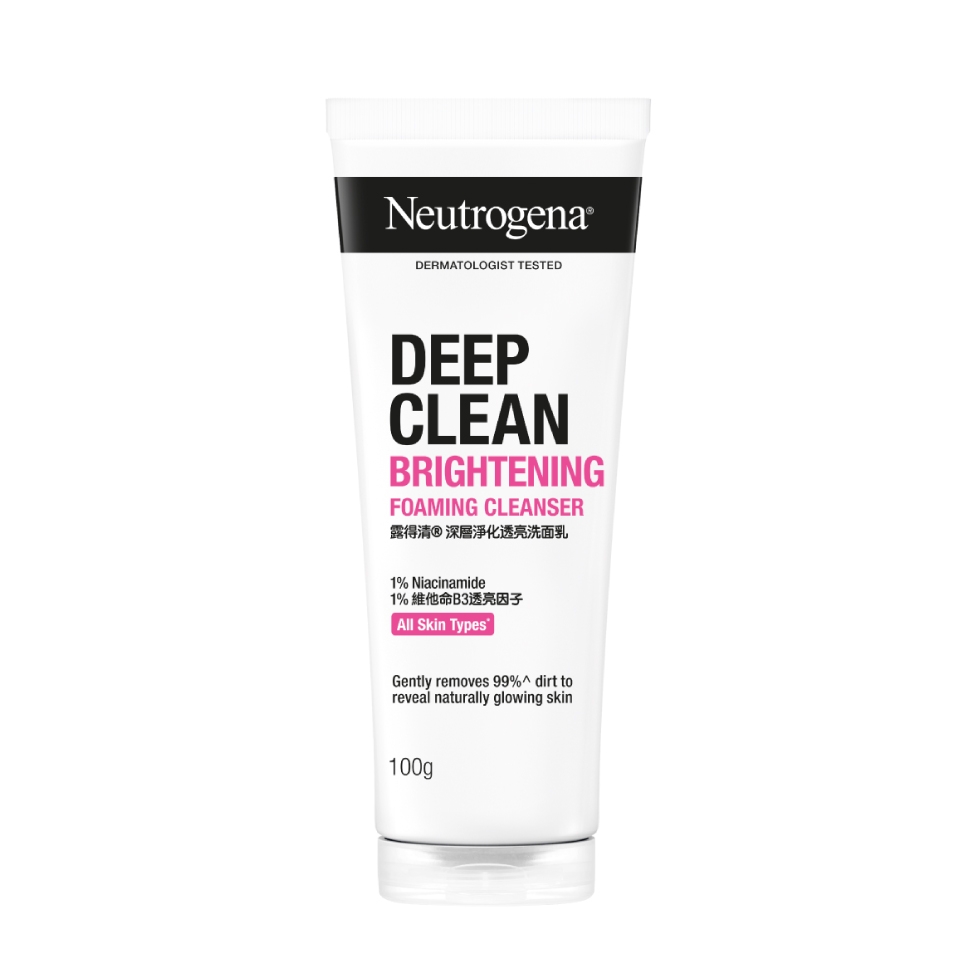 Neutrogena®
DERMATOLOGIST TESTED
DEEP
CLEAN
BRIGHTENING
FOAMING CLEANSER
露得清® 深層淨化透亮洗面乳
1% Niacinamide
1% 維他命B3透亮因子
All Skin Types*
Gently removes 99%^ dirt to
reveal naturally glowing skin
100g